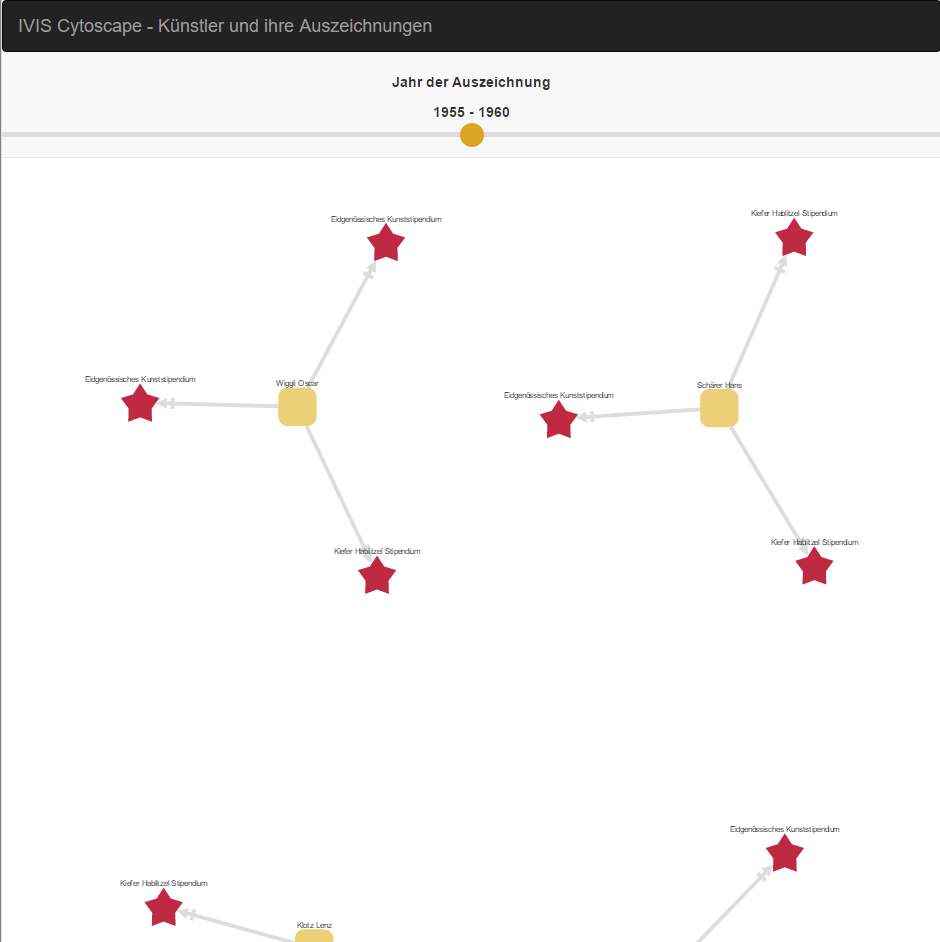 IVIS Cytoscape - Künstler und ihre Auszeichnungen
Jahr der Auszeichnung
1955 - 1960
Eidgenössisches Kunststipendium
Kiefer Hablitzel Stipendium
Eidgenössisches Kunststipendium
Wiggli Oscar
Schärer Hans
Eidgenössisches Kunststipendium
Kiefer Hablitzel Stipendium
Kiefer Hablitzel Stipendium
Eidgenössisches Kunststipendium
Kiefer Hablitzel Stipendium
Klotz Lenz